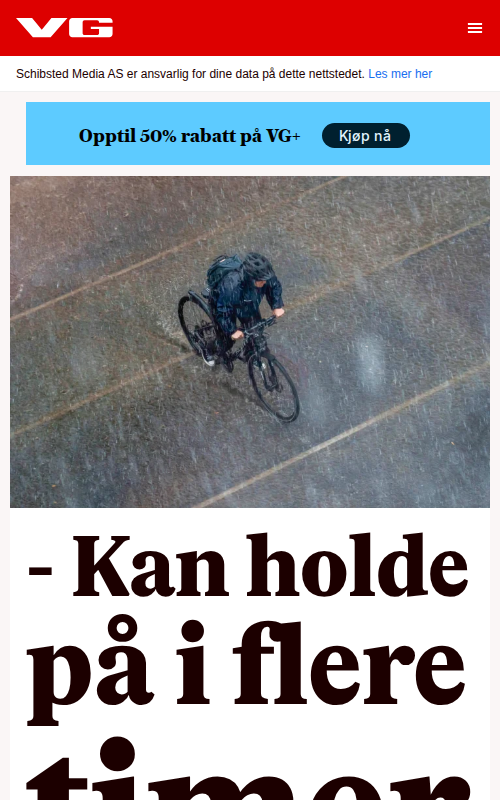 VG
Schibsted Media AS er ansvarlig for dine data på dette nettstedet. Les mer her
Opptil 50% rabatt på VG+ Kjøp nå
- Kan holde
på i flere
timer